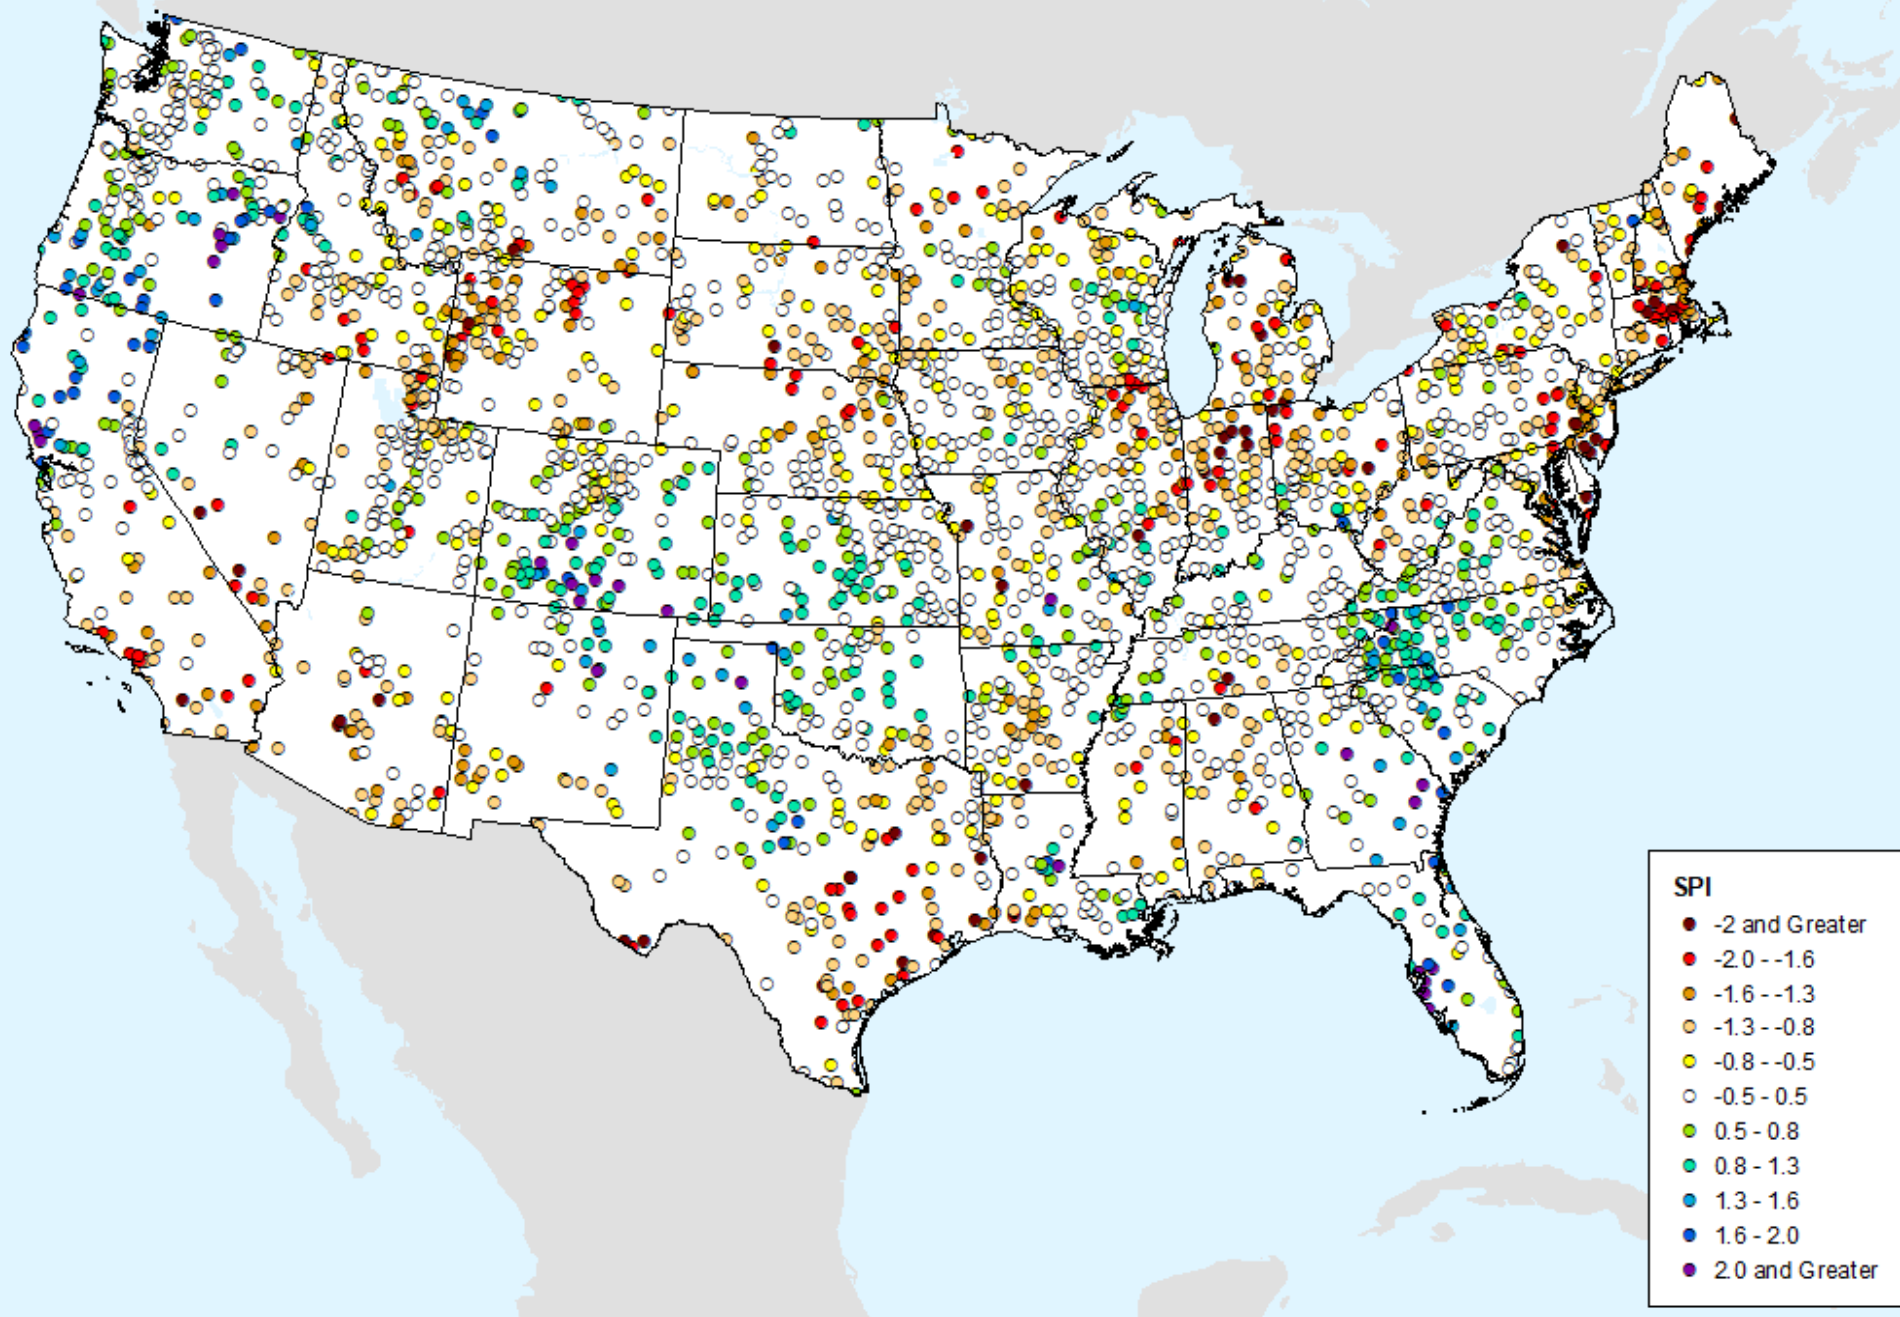 SPI
-2 and Greater
-2.0 - -1.6
-1.6 - -1.3
-1.3 - -0.8
-0.8 - -0.5
-0.5 - 0.5
0.5 - 0.8
0.8 - 1.3
1.3 - 1.6
1.6 - 2.0
2.0 and Greater